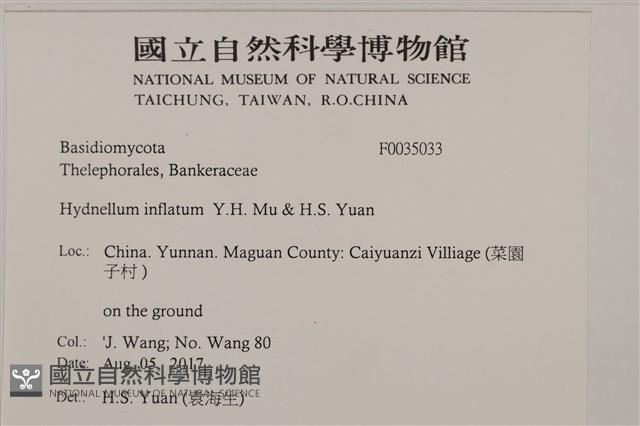 國立自然科學博物館
NATIONAL MUSEUM OF NATURAL SCIENCE
TAICHUNG, TAIWAN, R.O.CHINA
Basidiomycota F0035033
Thelephorales, Bankeraceae
Hydnellum inflatum Y.H. Mu & H.S. Yuan
Loc.: China. Yunnan. Maguan County: Caiyuanzi Villiage (菜園
子村 )
on the ground
Col.: 'J. Wang; No. Wang 80
Date: Aug. 05, 2017
國立自然科學博物館
NATIONAL MUSEUM OF NATURAL SCIENCE
Det.: H.S. Yuan (袁海生)